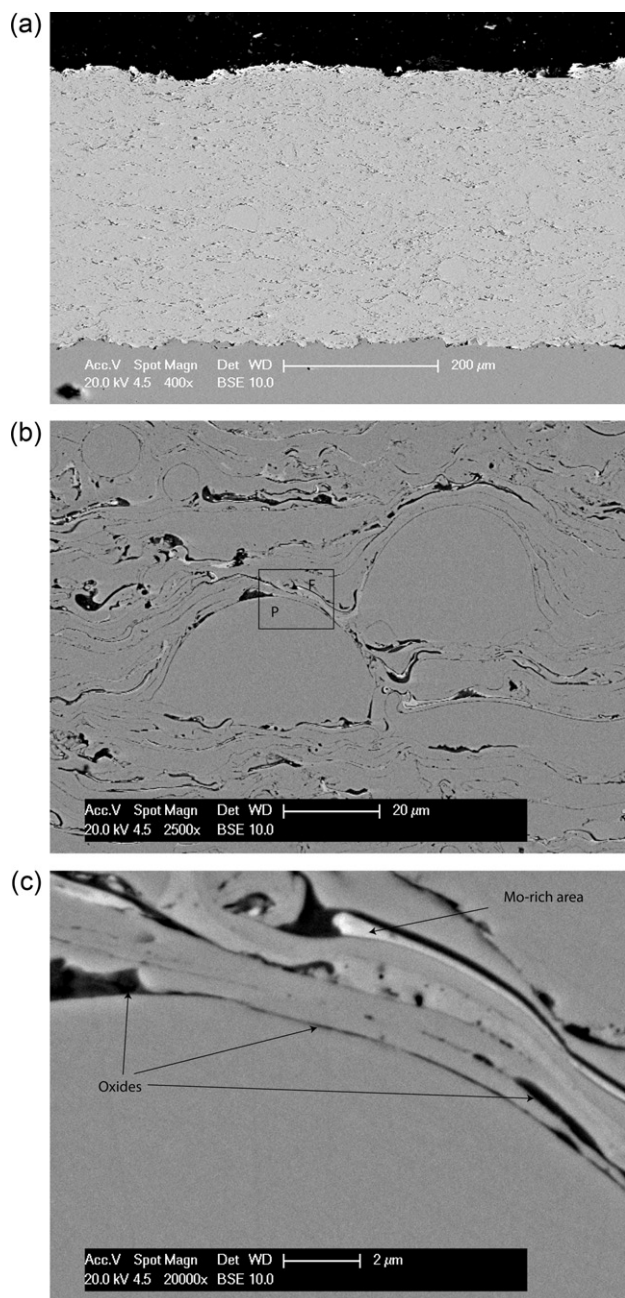 (a)
Acc.V Spot Magn Det WD 200 µm
20.0 kV 4.5 400x BSE 10.0
(b)
F
P
Acc.V Spot Magn Det WD 20 µm
20.0 kV 4.5 2500x BSE 10.0
(c)
Mo-rich area
Oxides
Acc.V Spot Magn Det WD 2 µm
20.0 kV 4.5 20000x BSE 10.0